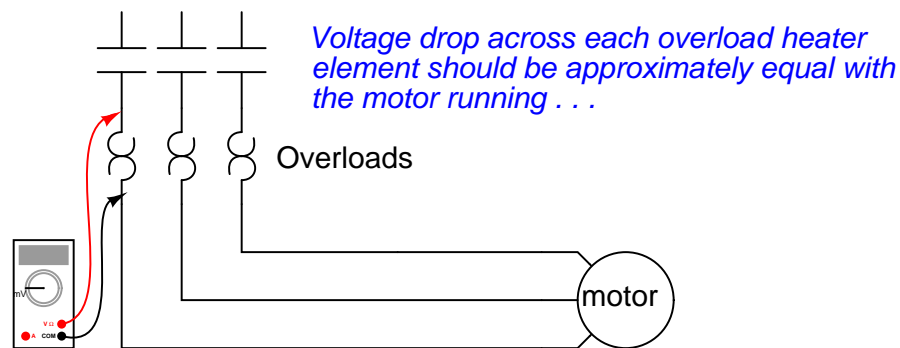 Voltage drop across each overload heater
element should be approximately equal with
the motor running . . .
Overloads
motor
mV
V Ω
A COM